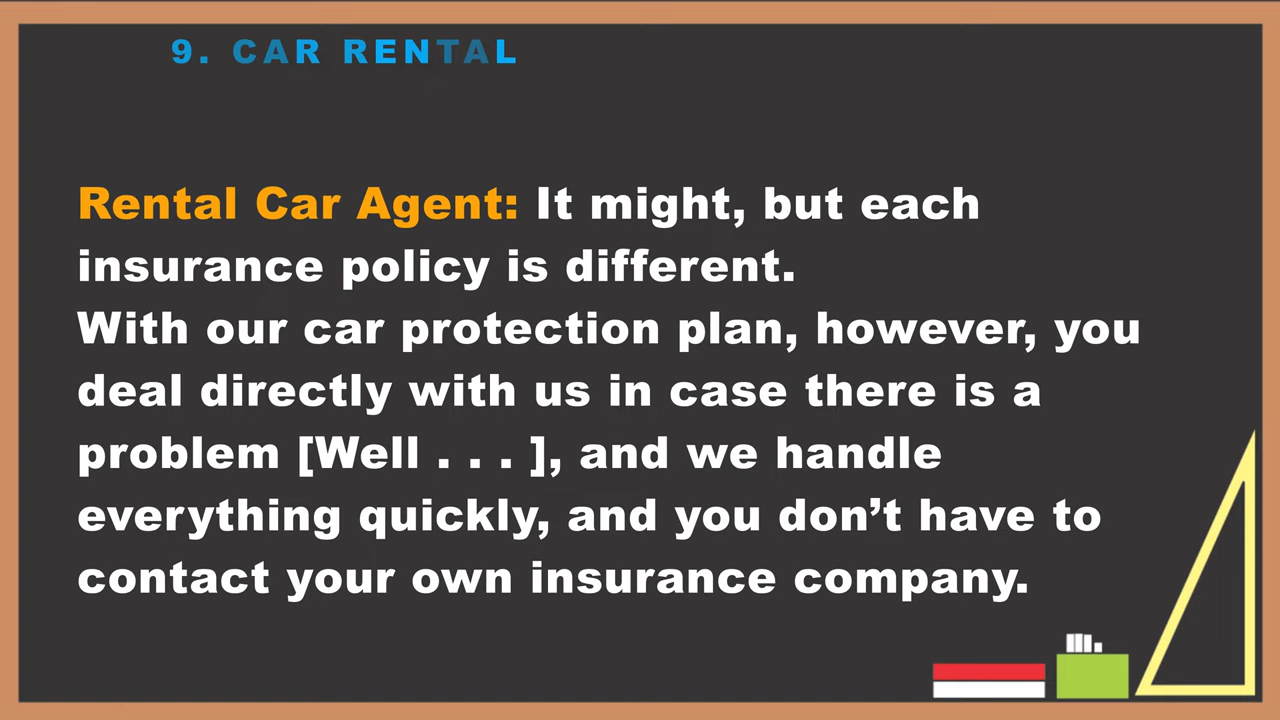 9. CAR RENTAL
Rental Car Agent: It might, but each
insurance policy is different.
With our car protection plan, however, you
deal directly with us in case there is a
problem [Well . . . ], and we handle
everything quickly, and you don’t have to
contact your own insurance company.